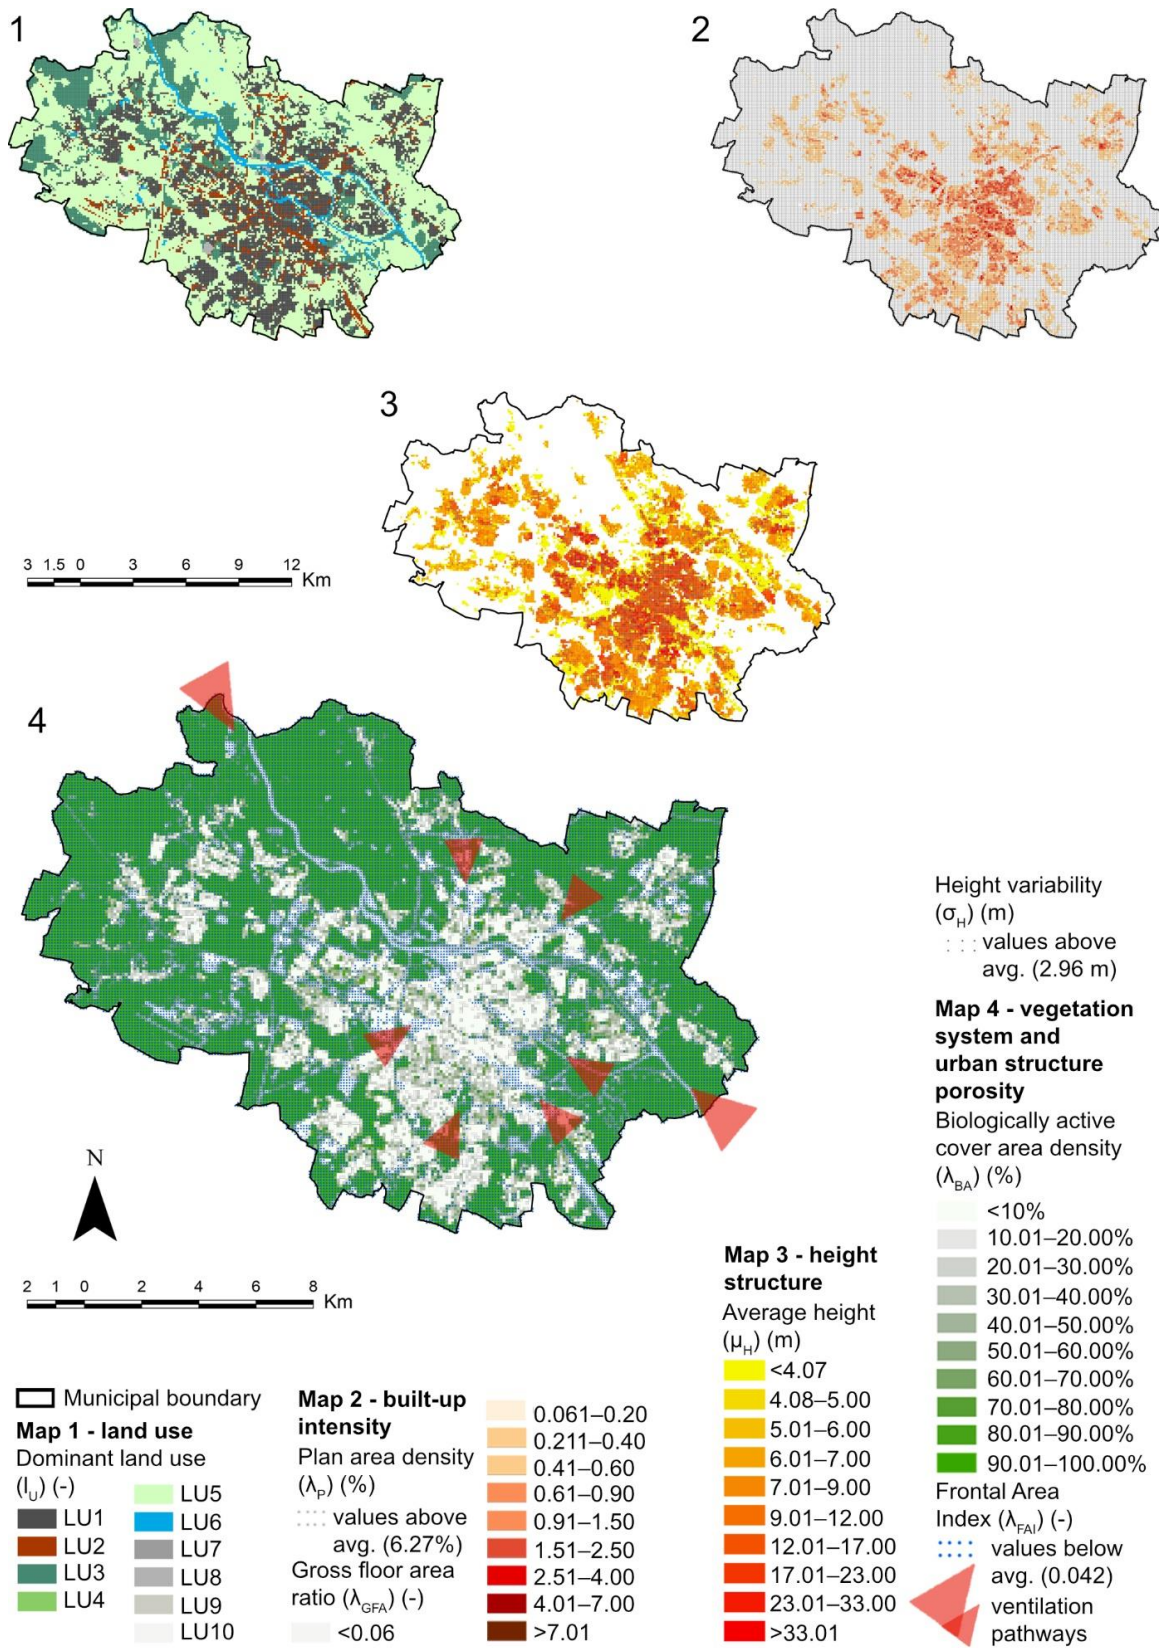 1
2
3
3 1.5 0 3 6 9 12 Km
4
N
2 1 0 2 4 6 8 Km
Municipal boundary
Map 1 - land use
Dominant land use
(lU) (-)
LU1
LU2
LU3
LU4
LU5
LU6
LU7
LU8
LU9
LU10
Map 2 - built-up
intensity
Plan area density
(λP) (%)
values above
avg. (6.27%)
Gross floor area
ratio (λGFA) (-)
<0.06
0.061–0.20
0.211–0.40
0.41–0.60
0.61–0.90
0.91–1.50
1.51–2.50
2.51–4.00
4.01–7.00
>7.01
Map 3 - height
structure
Average height
(μH) (m)
<4.07
4.08–5.00
5.01–6.00
6.01–7.00
7.01–9.00
9.01–12.00
12.01–17.00
17.01–23.00
23.01–33.00
>33.01
Height variability
(σH) (m)
values above
avg. (2.96 m)
Map 4 - vegetation
system and
urban structure
porosity
Biologically active
cover area density
(λBA) (%)
<10%
10.01–20.00%
20.01–30.00%
30.01–40.00%
40.01–50.00%
50.01–60.00%
60.01–70.00%
70.01–80.00%
80.01–90.00%
90.01–100.00%
Frontal Area
Index (λFAI) (-)
values below
avg. (0.042)
ventilation
pathways